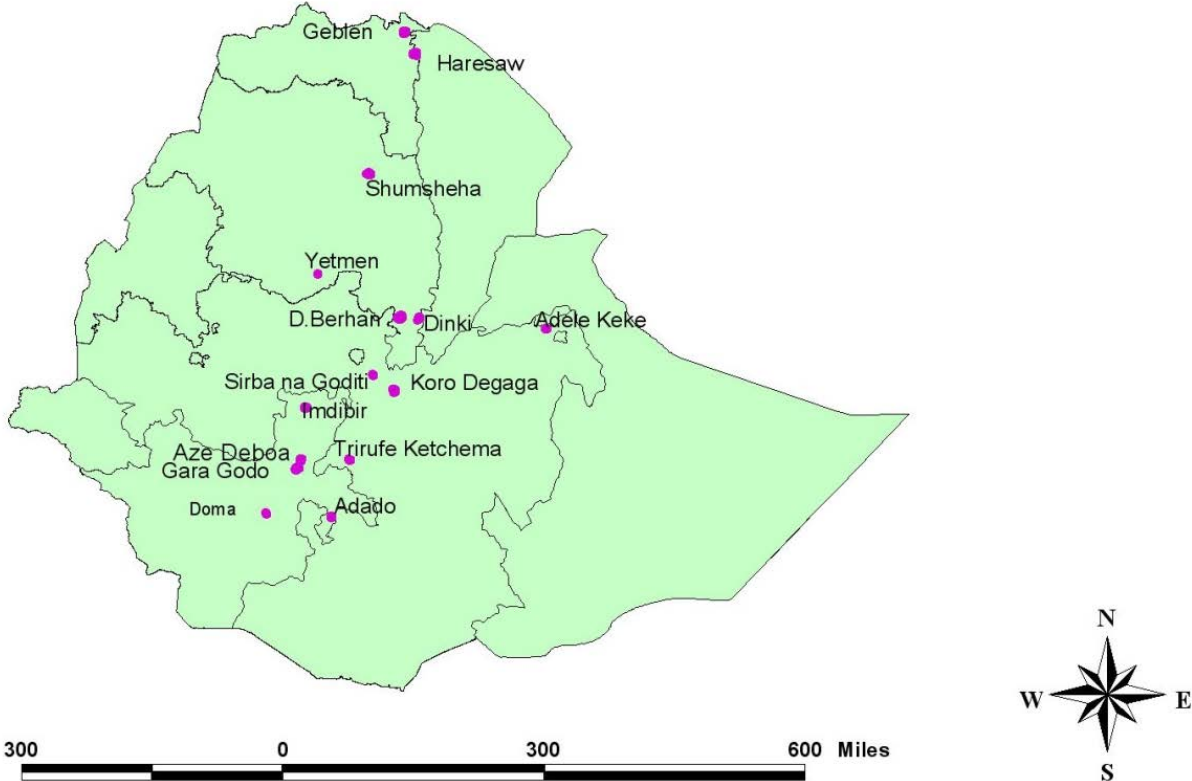 Geblen
Haresaw
Shumsheha
Yetmen
D.Berhan
Dinki
Adele Keke
Sirba na Goditi
Koro Degaga
Imdibir
Aze Deboa
Trirufe Ketchema
Gara Godo
Doma
Adado
N
W E
S
300 0 300 600 Miles